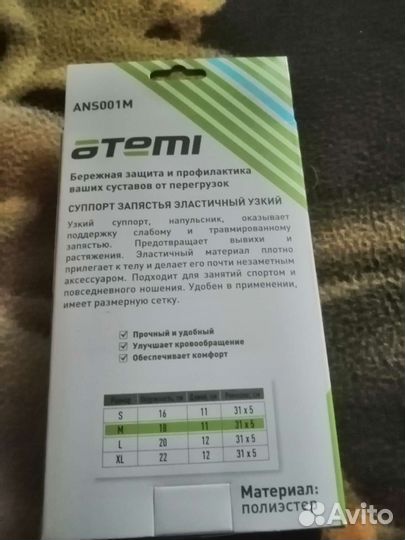 ANS001M
atemi
Бережная защита и профилактика
ваших суставов от перегрузок
СУППОРТ ЗАПЯСТЬЯ ЭЛАСТИЧНЫЙ УЗКИЙ
Узкий суппорт, напульсник, оказывает
поддержку слабому и травмированному
запястью. Предотвращает вывихи и
растяжения. Эластичный материал плотно
прилегает к телу и делает его почти незаметным
аксессуаром. Подходит для занятий спортом и
повседневного ношения. Удобен в применении,
имеет размерную сетку.
Прочный и удобный
Улучшает кровообращение
Обеспечивает комфорт
Размер
S 16 11 31 x 5
M 18 11 31 x 5
L 20 12 31 x 5
XL 22 12 31 x 5
Материал:
полиэстер
Avito